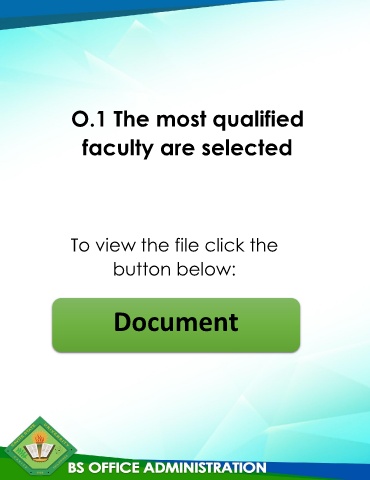 O.1 The most qualified
faculty are selected
To view the file click the
button below:
Document
BS OFFICE ADMINISTRATION